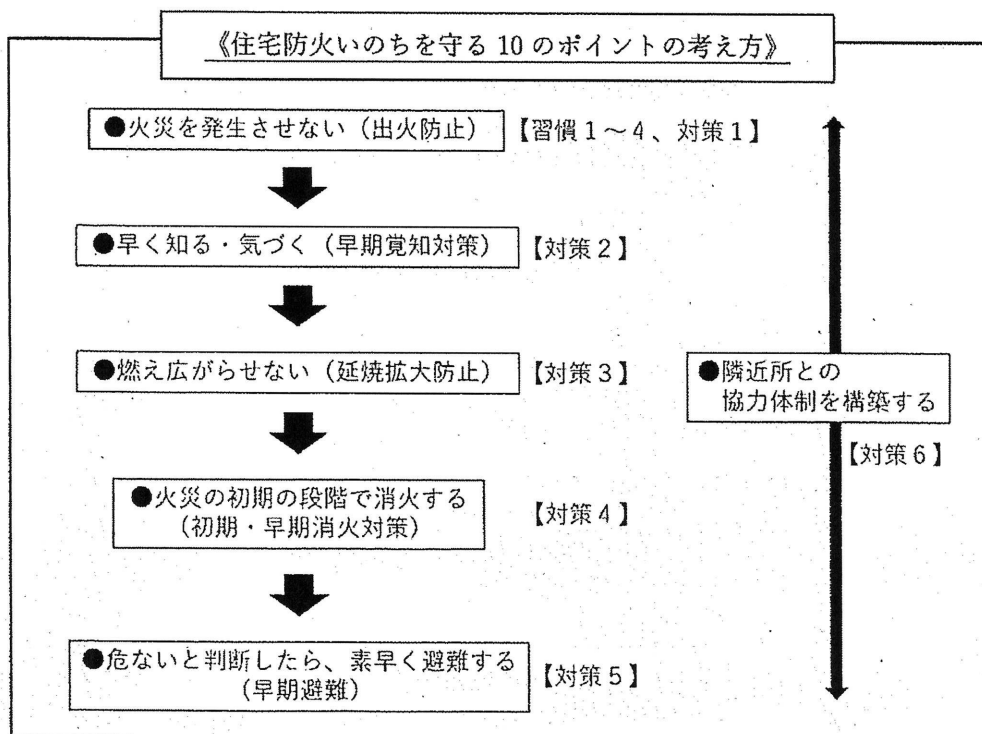 《住宅防火いのちを守る10のポイントの考え方》
●火災を発生させない（出火防止）
【習慣1～4、対策1】
●早く知る・気づく（早期覚知対策）
【対策2】
●燃え広がらせない（延焼拡大防止）
【対策3】
●隣近所との
協力体制を構築する
【対策6】
●火災の初期の段階で消火する
（初期・早期消火対策）
【対策4】
●危ないと判断したら、素早く避難する
（早期避難）
【対策5】